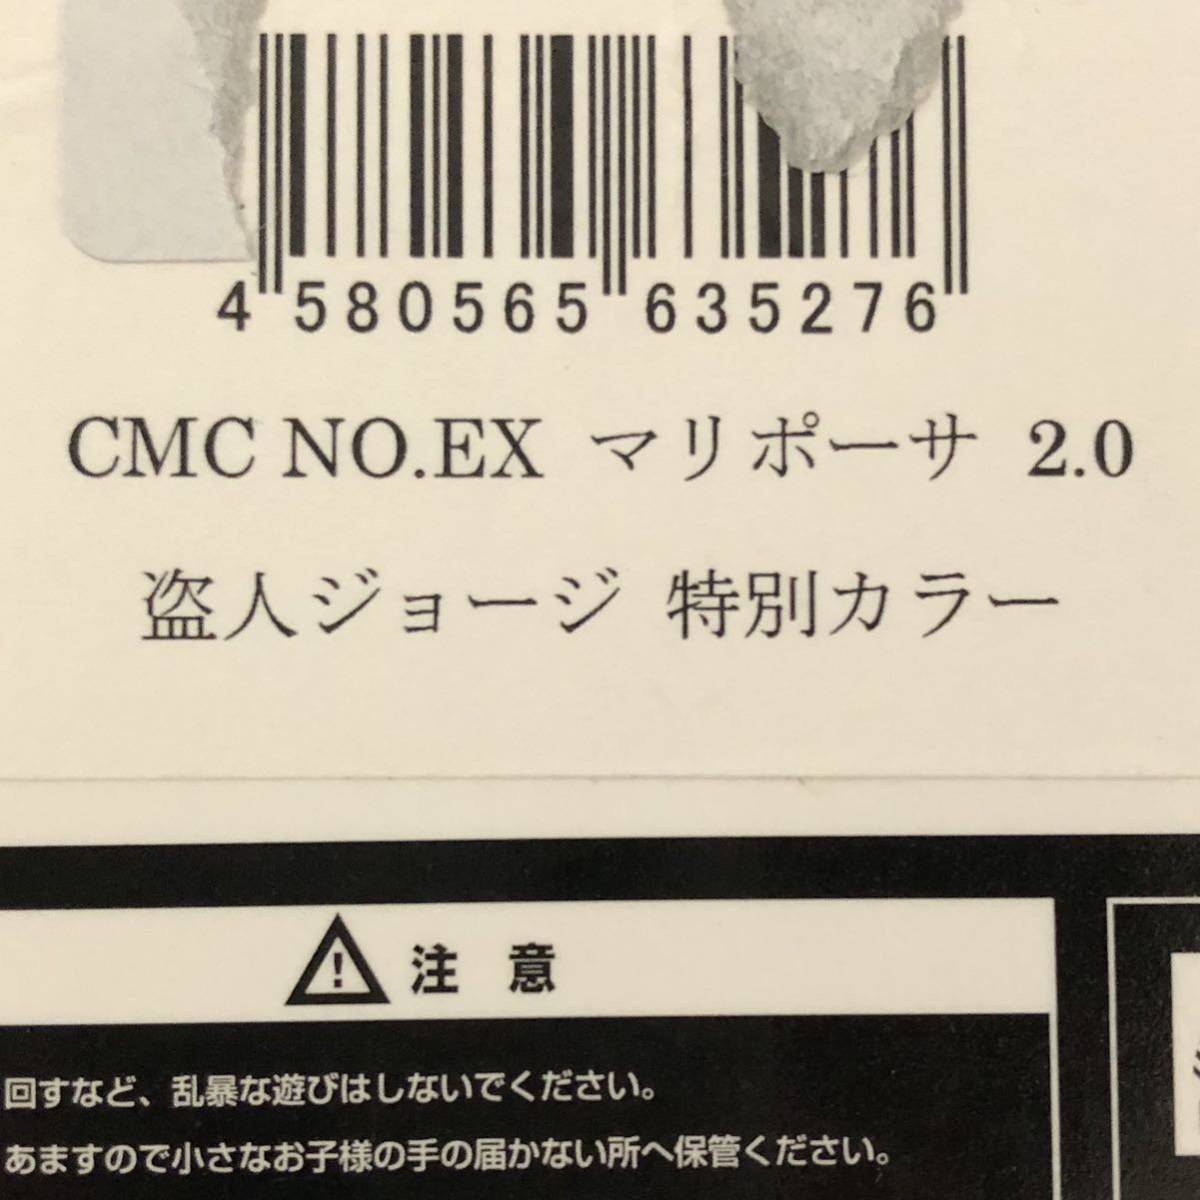 4 580565 635276
CMC NO.EX マリポーサ 2.0
盗人ジョージ 特別カラー
注 意
回すなど、乱暴な遊びはしないでください。
あますので小さなお子様の手の届かない所へ保管ください。